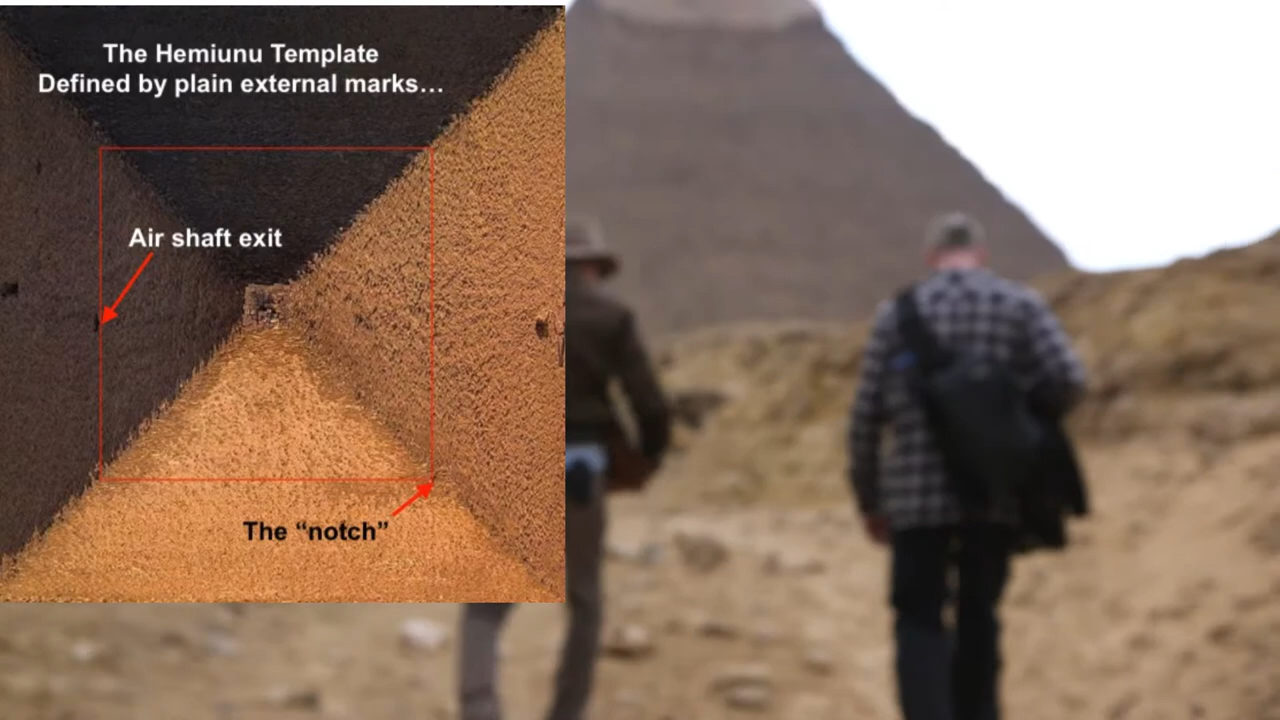 The Hemiunu Template
Defined by plain external marks…
Air shaft exit
The “notch”